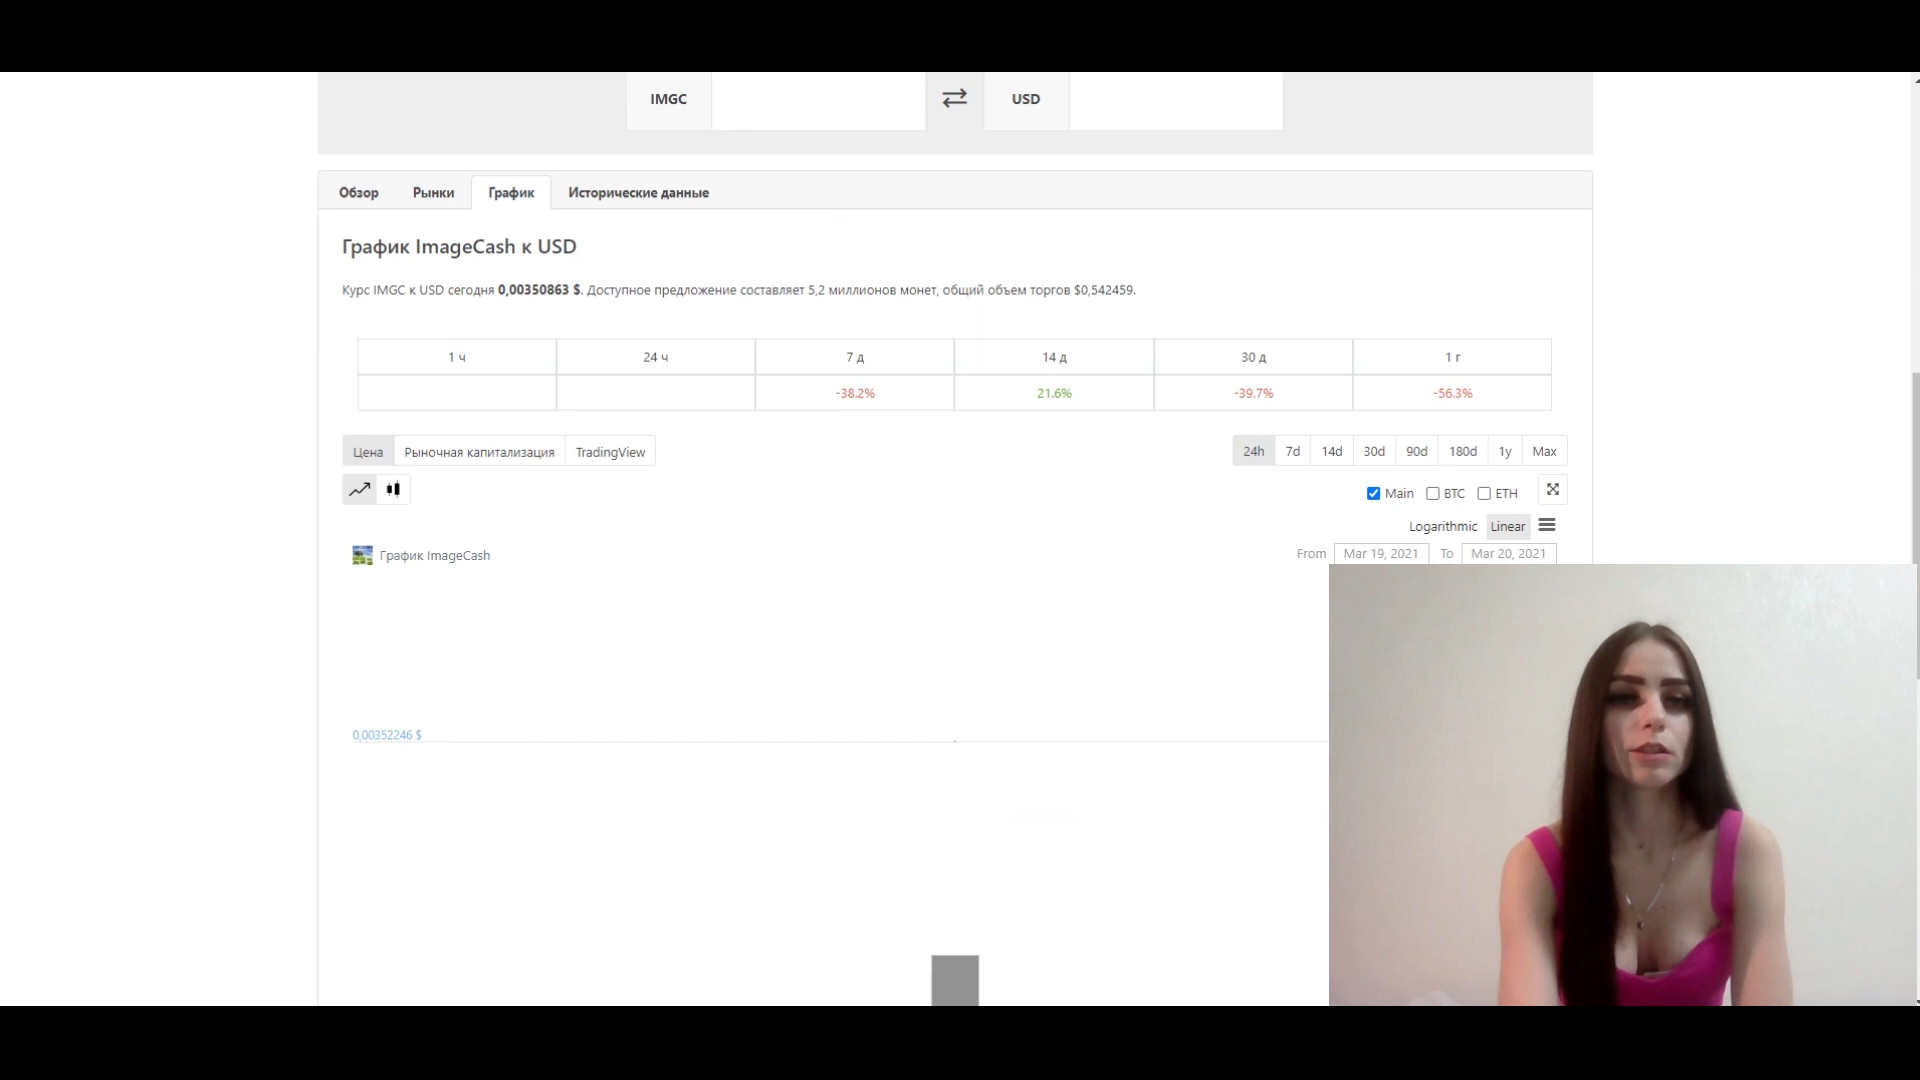 IMGC USD
Обзор Рынки График Исторические данные
График ImageCash к USD
Курс IMGC к USD сегодня 0,00350863 $. Доступное предложение составляет 5,2 миллионов монет, общий объем торгов $0,542459.
1 ч 24 ч 7 д 14 д 30 д 1 г
-38.2% 21.6% -39.7% -56.3%
Цена Рыночная капитализация TradingView 24h 7d 14d 30d 90d 180d 1y Max
Main BTC ETH
Logarithmic Linear
График ImageCash From Mar 19, 2021 To Mar 20, 2021
0,00352246 $